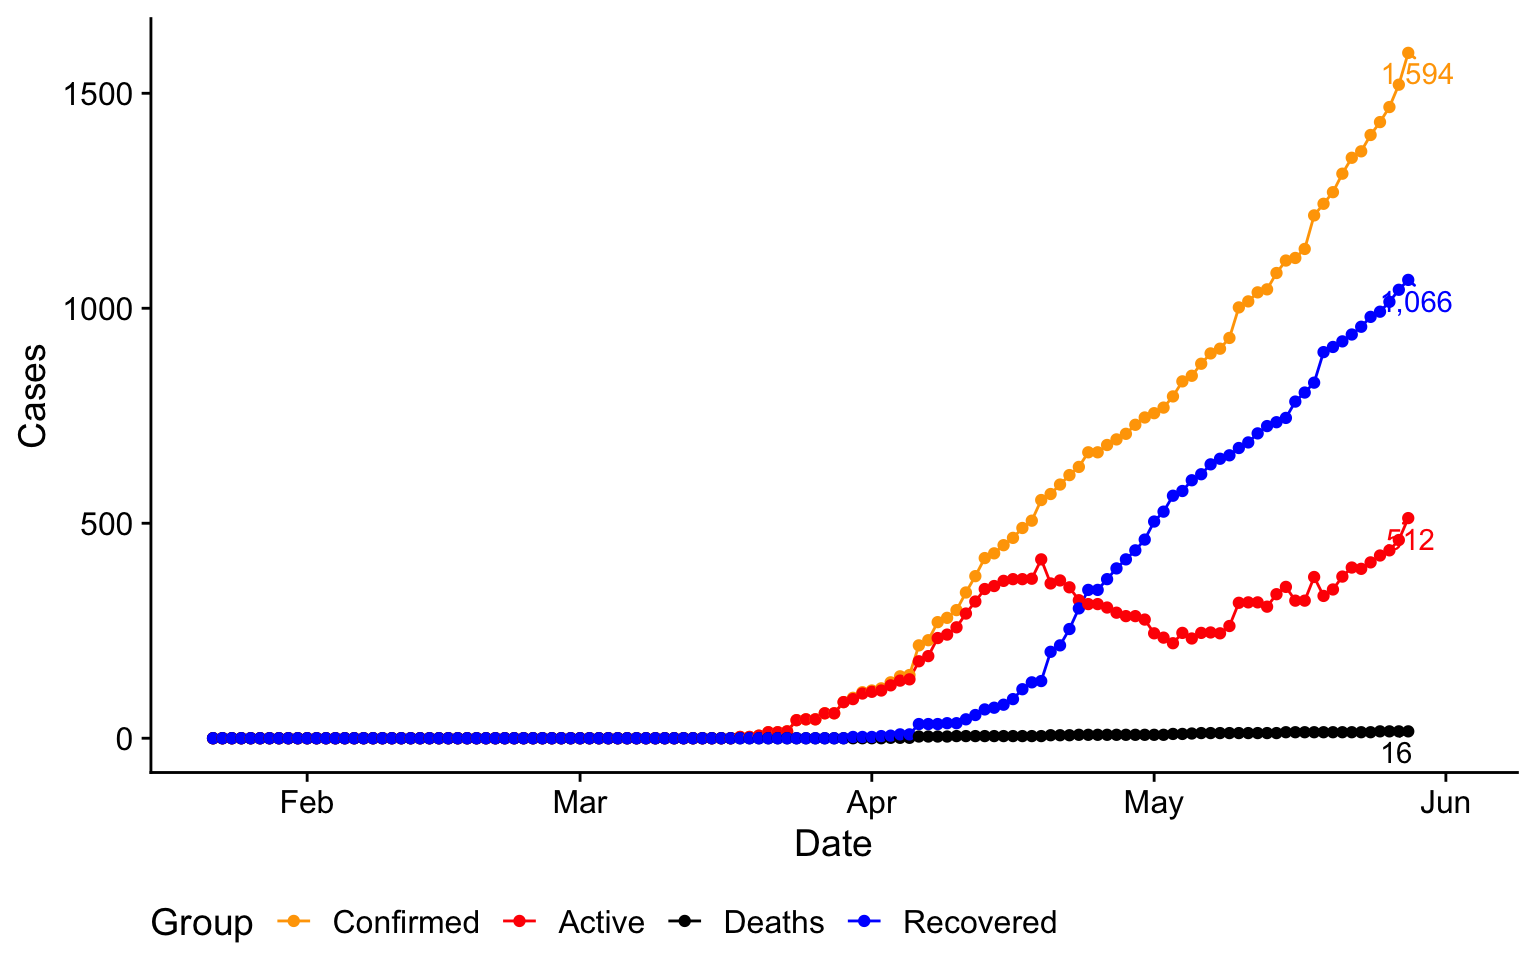 1,594
1500
1,066
1000
512
500
0
16
Cases
Feb Mar Apr May Jun
Date
Group Confirmed Active Deaths Recovered